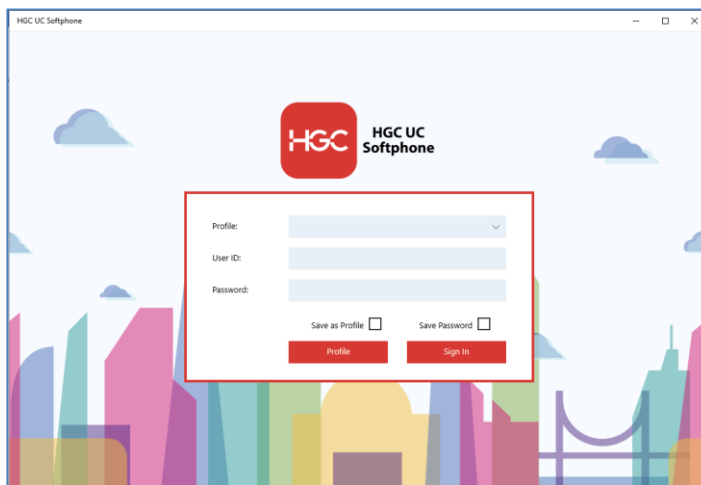 HGC UC Softphone
HGC
HGC UC
Softphone
Profile:
User ID:
Password:
Save as Profile
Save Password
Profile
Sign In